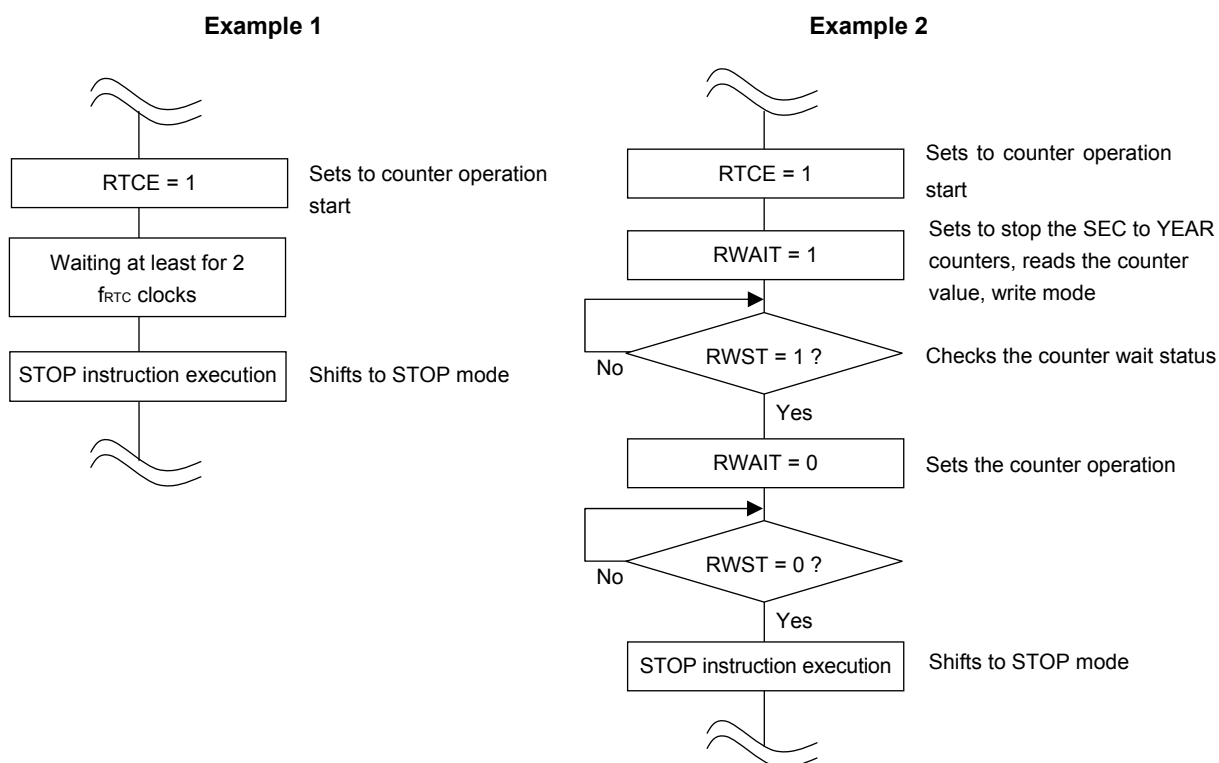 Example 1
RTCE = 1
Sets to counter operation
start
Waiting at least for 2
fRTC clocks
STOP instruction execution
Shifts to STOP mode
Example 2
RTCE = 1
Sets to counter operation
start
RWAIT = 1
Sets to stop the SEC to YEAR
counters, reads the counter
value, write mode
RWST = 1 ?
No
Checks the counter wait status
Yes
RWAIT = 0
Sets the counter operation
RWST = 0 ?
No
Yes
STOP instruction execution
Shifts to STOP mode